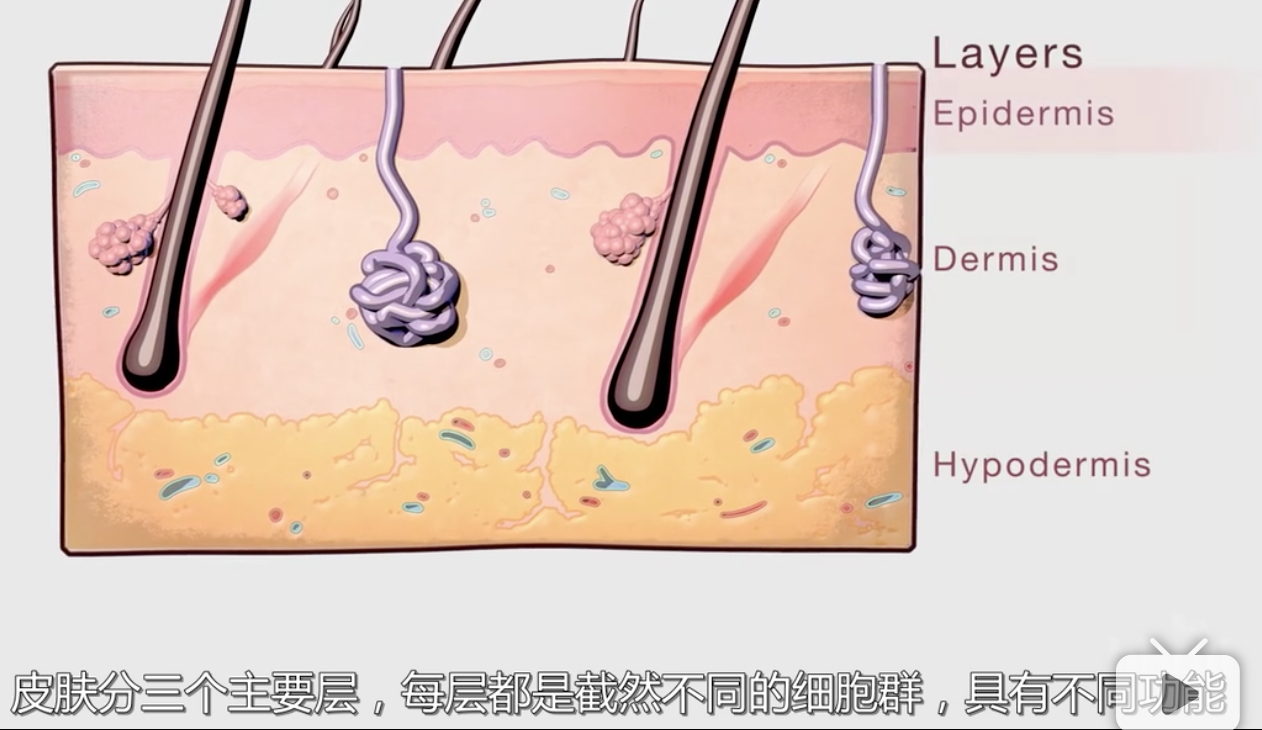 Layers
Epidermis
Dermis
Hypodermis
皮肤分三个主要层，每层都是截然不同的细胞群，具有不同功能